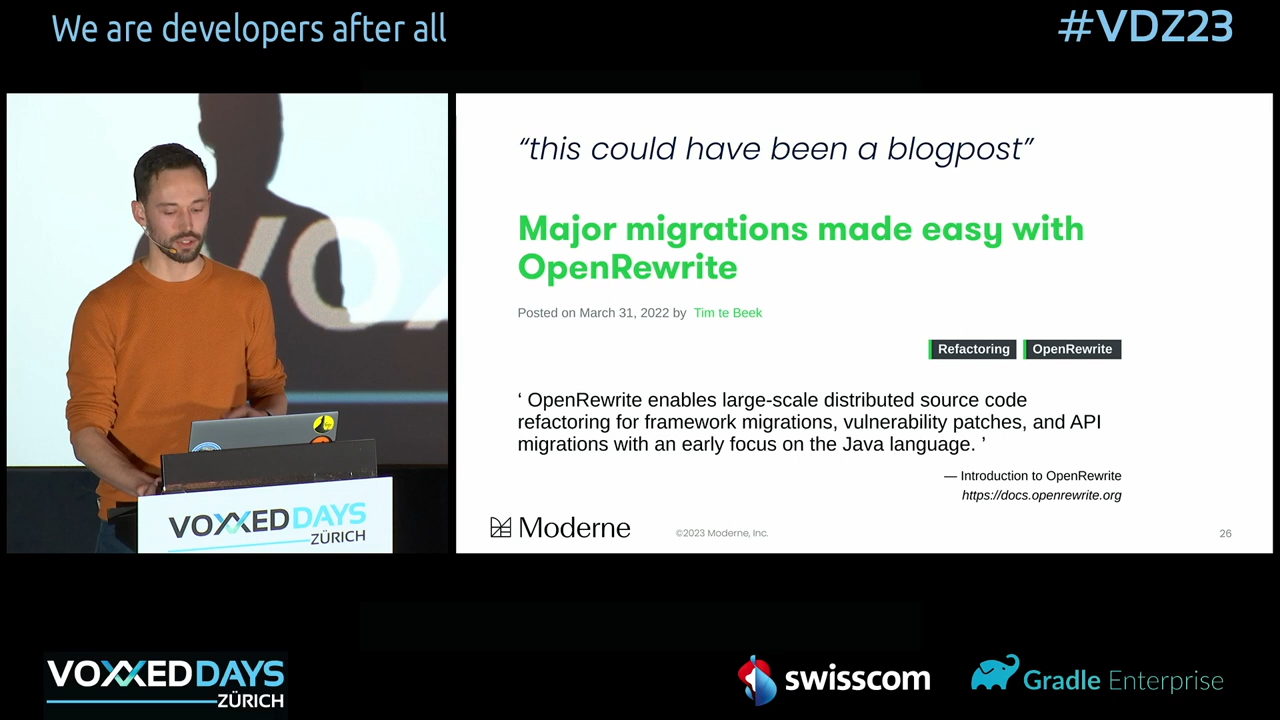 We are developers after all
#VDZ23
“this could have been a blogpost”
Major migrations made easy with
OpenRewrite
Posted on March 31, 2022 by Tim te Beek
Refactoring
OpenRewrite
‘ OpenRewrite enables large-scale distributed source code
refactoring for framework migrations, vulnerability patches, and API
migrations with an early focus on the Java language. ’
— Introduction to OpenRewrite
https://docs.openrewrite.org
Moderne
©2023 Moderne, Inc.
26
VOXXED DAYS
ZÜRICH
VOXXED DAYS
ZÜRICH
swisscom
Gradle Enterprise